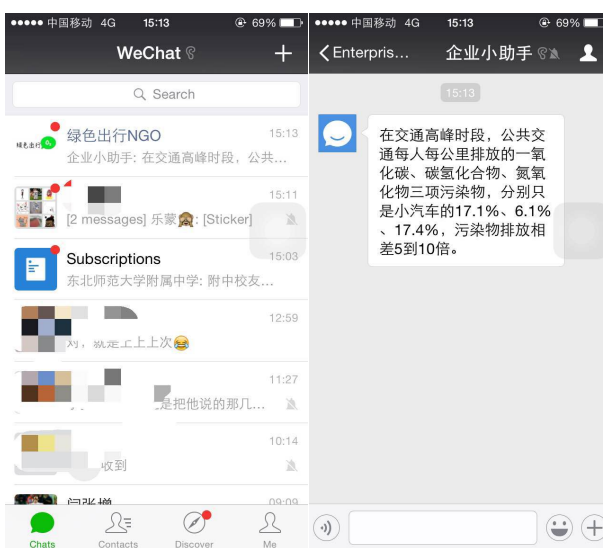 中国移动 4G 15:13 69%
WeChat
Search
绿色出行NGO 15:13
企业小助手: 在交通高峰时段，公共...
15:11
[2 messages] 乐蒙🙊: [Sticker]
Subscriptions 15:03
东北师范大学附属中学: 附中校友...
12:59
对，就是上上上次😂
11:27
是把他说的那几...
10:14
收到
09:09
Chats Contacts Discover Me
中国移动 4G 15:13 69%
Enterpris... 企业小助手
15:13
在交通高峰时段，公共交
通每人每公里排放的一氧
化碳、碳氢化合物、氮氧
化物三项污染物，分别只
是小汽车的17.1%、6.1%
、17.4%，污染物排放相
差5到10倍。